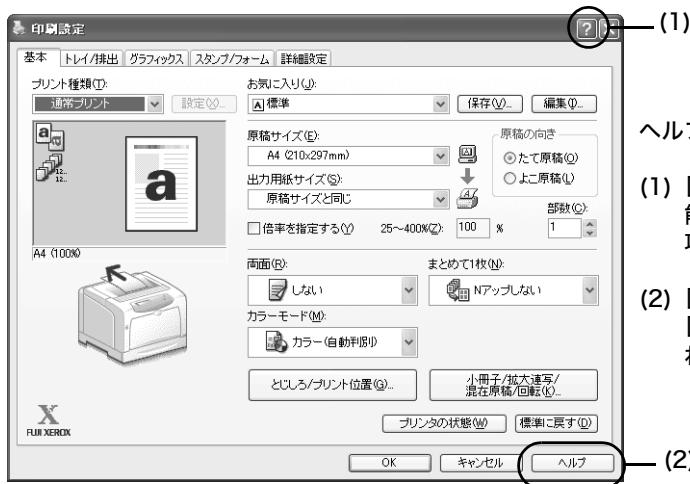 印刷設定
(1)
基本 トレイ/排出 グラフィックス スタンプ/フォーム 詳細設定
プリント種類(T):
通常プリント 設定(X)...
お気に入り(J):
A 標準 保存(V)... 編集(I)...
原稿サイズ(E):
A4 (210x297mm)
出力用紙サイズ(S):
原稿サイズと同じ
倍率を指定する(Y) 25～400%(Z): 100 %
原稿の向き
たて原稿(O)
よこ原稿(L)
部数(C):
1
a
A4 (100%)
両面(R):
しない
まとめて1枚(N):
Nアップしない
カラーモード(M):
カラー(自動判別)
とじしろ/プリント位置(G)...
小冊子/拡大連写/
混在原稿/回転(K)...
X
FUJI XEROX
プリンタの状態(W) 標準に戻す(D)
OK キャンセル ヘルプ
(2)
ヘルプ
(1)
能
(2)